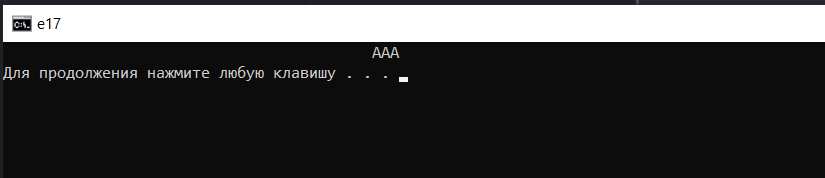 e17
AAA
Для продолжения нажмите любую клавишу . . .